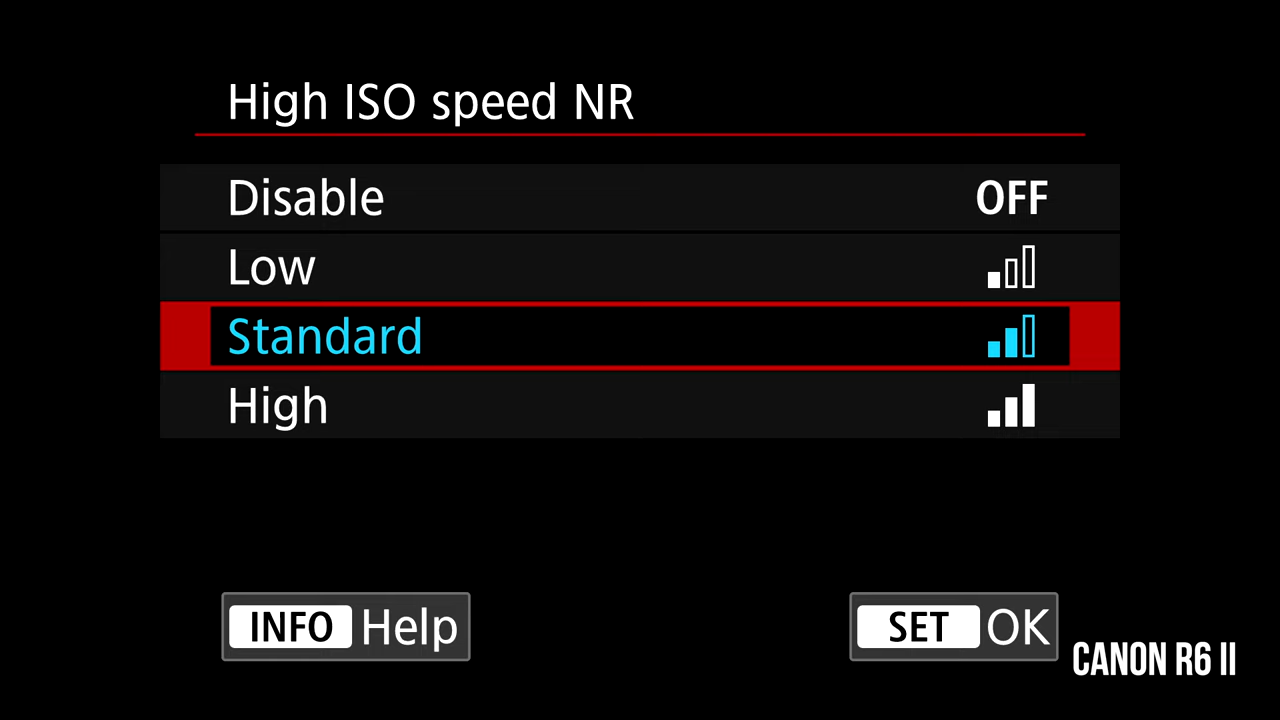 High ISO speed NR
Disable OFF
Low
Standard
High
INFO Help SET OK
CANON R6 II